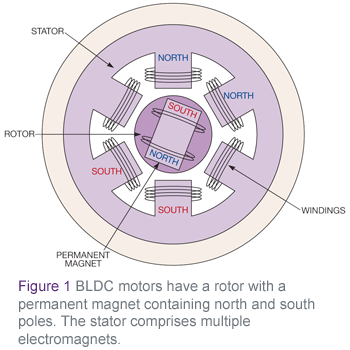 STATOR
NORTH
NORTH
SOUTH
ROTOR
NORTH
SOUTH
SOUTH
WINDINGS
PERMANENT
MAGNET
Figure 1 BLDC motors have a rotor with a
permanent magnet containing north and south
poles. The stator comprises multiple
electromagnets.